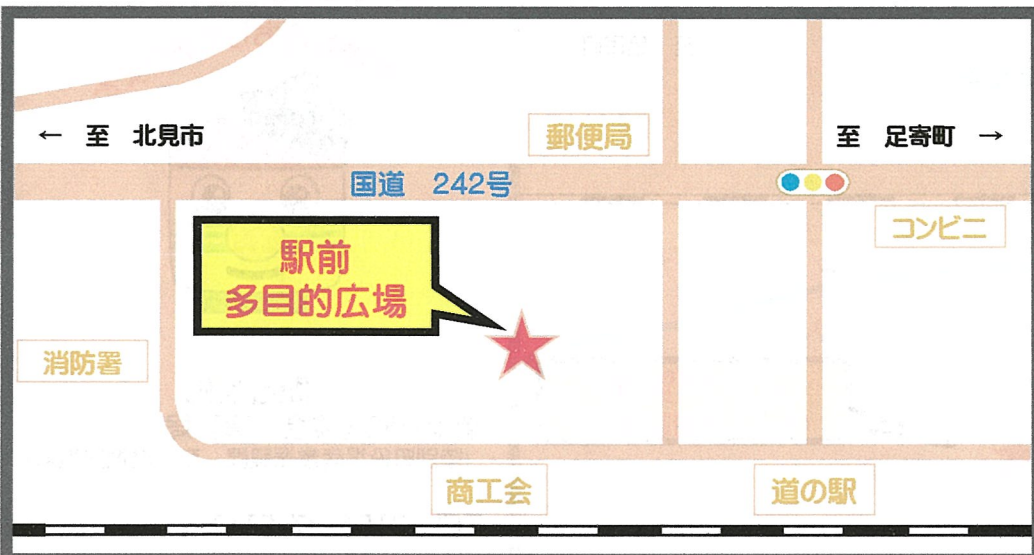 ← 至 北見市
郵便局
至 足寄町 →
国道 242号
コンビニ
駅前
多目的広場
消防署
商工会
道の駅